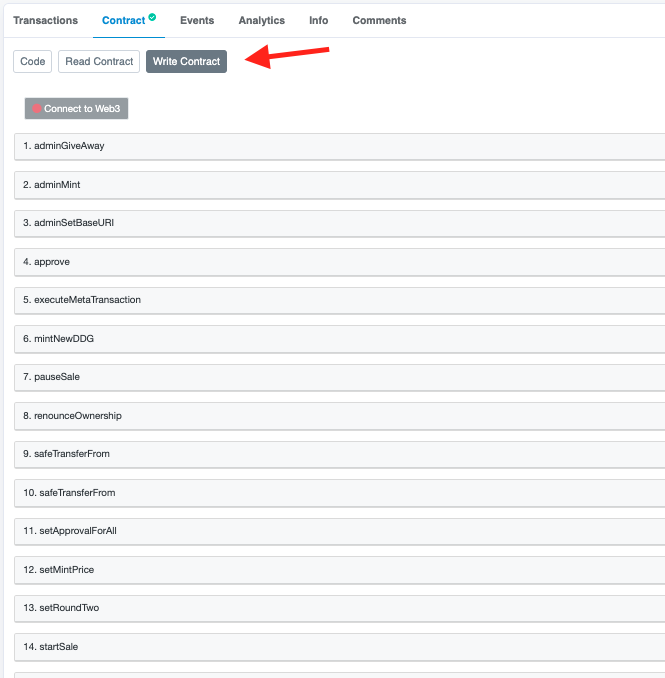 Transactions Contract Events Analytics Info Comments
Code Read Contract Write Contract
Connect to Web3
1. adminGiveAway
2. adminMint
3. adminSetBaseURI
4. approve
5. executeMetaTransaction
6. mintNewDDG
7. pauseSale
8. renounceOwnership
9. safeTransferFrom
10. safeTransferFrom
11. setApprovalForAll
12. setMintPrice
13. setRoundTwo
14. startSale